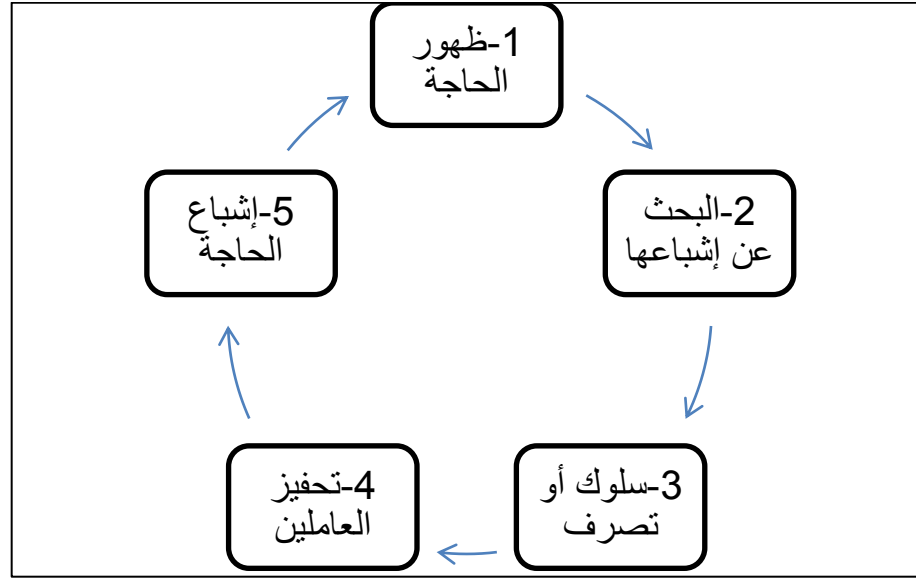 1-ظهور
الحاجة
2-البحث
عن إشباعها
3-سلوك أو
تصرف
4-تحفيز
العاملين
5-إشباع
الحاجة